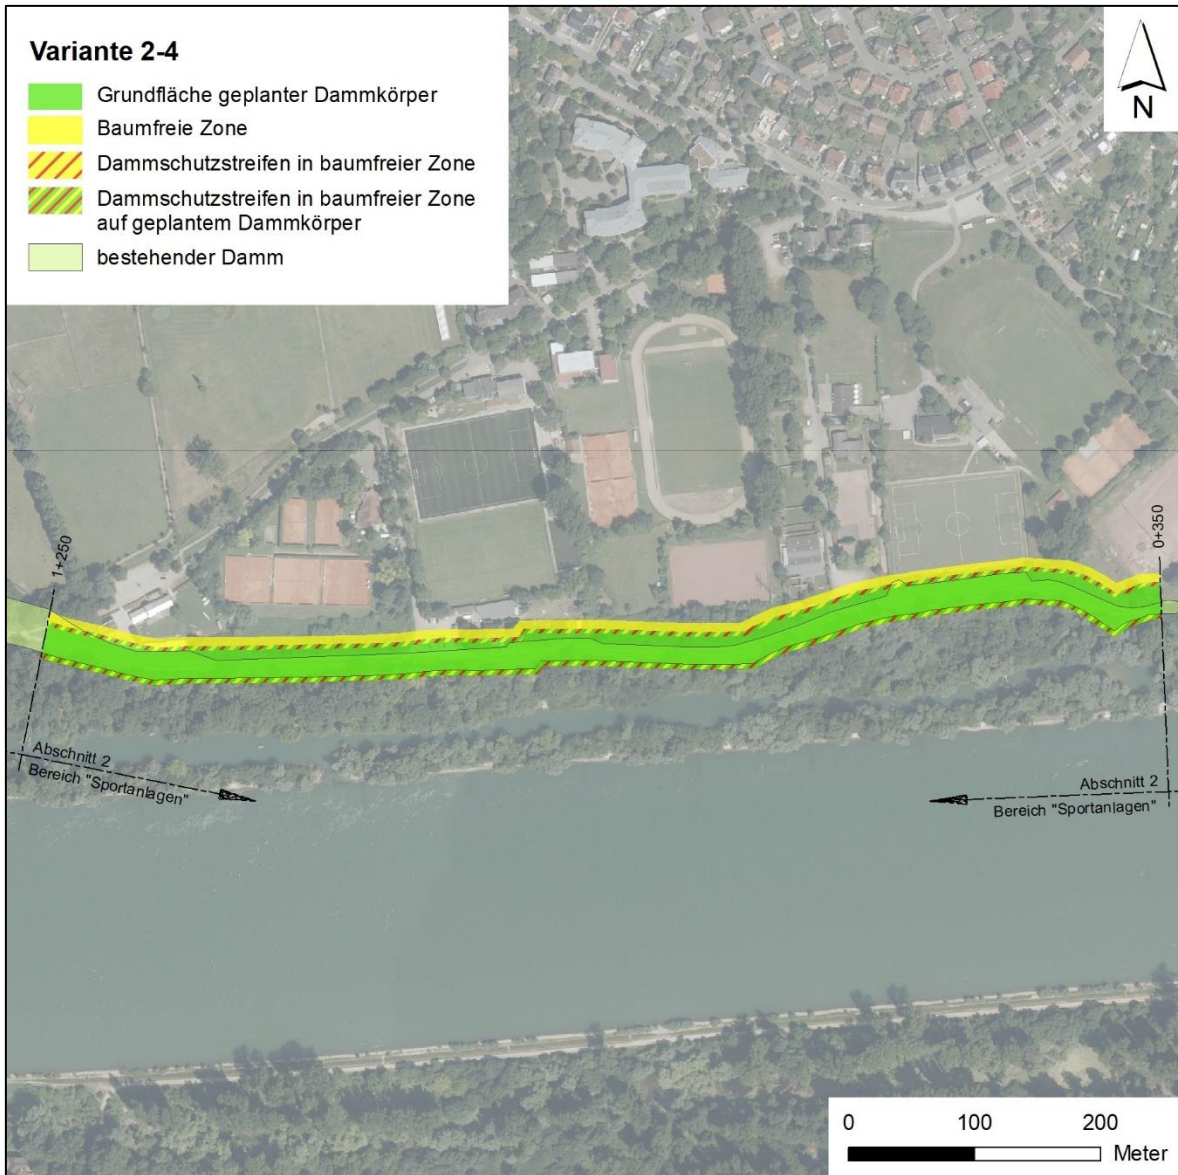 Variante 2-4
Grundfläche geplanter Dammkörper
Baumfreie Zone
Dammschutzstreifen in baumfreier Zone
Dammschutzstreifen in baumfreier Zone
auf geplantem Dammkörper
bestehender Damm
N
1+250
0+350
Abschnitt 2
Bereich "Sportanlagen"
Abschnitt 2
Bereich "Sportanlagen"
0 100 200
Meter